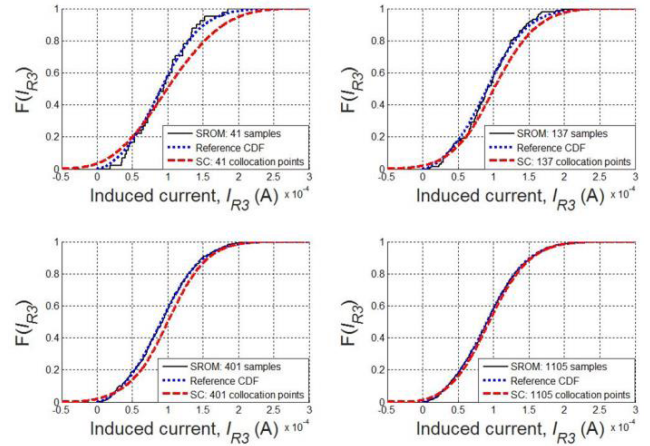 1
0.8
0.6
0.4
0.2
0
F(I_R3)
SROM: 41 samples
Reference CDF
SC: 41 collocation points
-0.5 0 0.5 1 1.5 2 2.5 3
Induced current, I_R3 (A) × 10⁻⁴
1
0.8
0.6
0.4
0.2
0
F(I_R3)
SROM: 137 samples
Reference CDF
SC: 137 collocation points
-0.5 0 0.5 1 1.5 2 2.5 3
Induced current, I_R3 (A) × 10⁻⁴
1
0.8
0.6
0.4
0.2
0
F(I_R3)
SROM: 401 samples
Reference CDF
SC: 401 collocation points
-0.5 0 0.5 1 1.5 2 2.5 3
Induced current, I_R3 (A) × 10⁻⁴
1
0.8
0.6
0.4
0.2
0
F(I_R3)
SROM: 1105 samples
Reference CDF
SC: 1105 collocation points
-0.5 0 0.5 1 1.5 2 2.5 3
Induced current, I_R3 (A) × 10⁻⁴